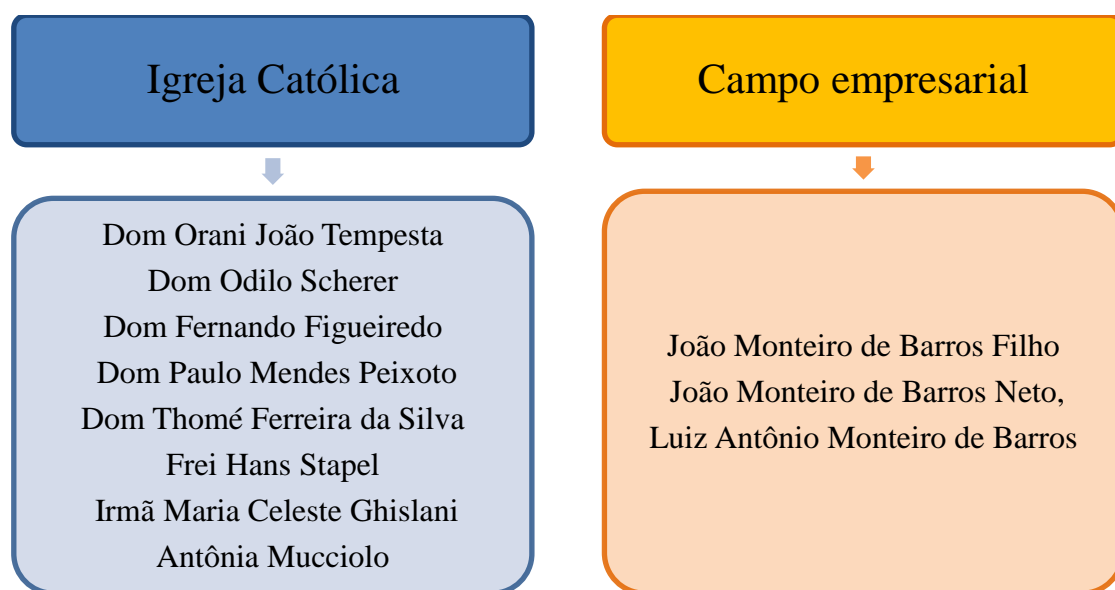 Igreja Católica
Dom Orani João Tempesta
Dom Odilo Scherer
Dom Fernando Figueiredo
Dom Paulo Mendes Peixoto
Dom Thomé Ferreira da Silva
Frei Hans Stapel
Irmã Maria Celeste Ghislani
Antônia Mucciolo
Campo empresarial
João Monteiro de Barros Filho
João Monteiro de Barros Neto,
Luiz Antônio Monteiro de Barros